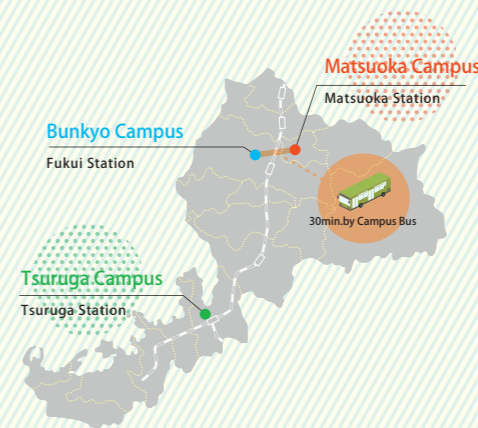 Matsuoka Campus
Matsuoka Station
Bunkyo Campus
Fukui Station
30min.by Campus Bus
Tsuruga Campus
Tsuruga Station